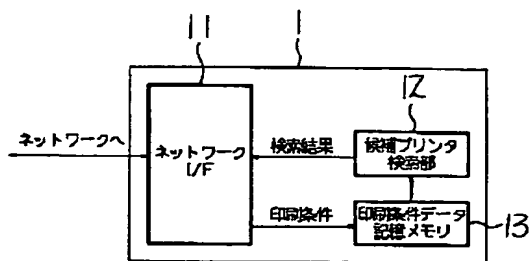 11
1
12
ネットワークへ
ネットワーク
I/F
検索結果
候補プリンタ
検索部
印刷条件
印刷条件データ
記憶メモリ
13